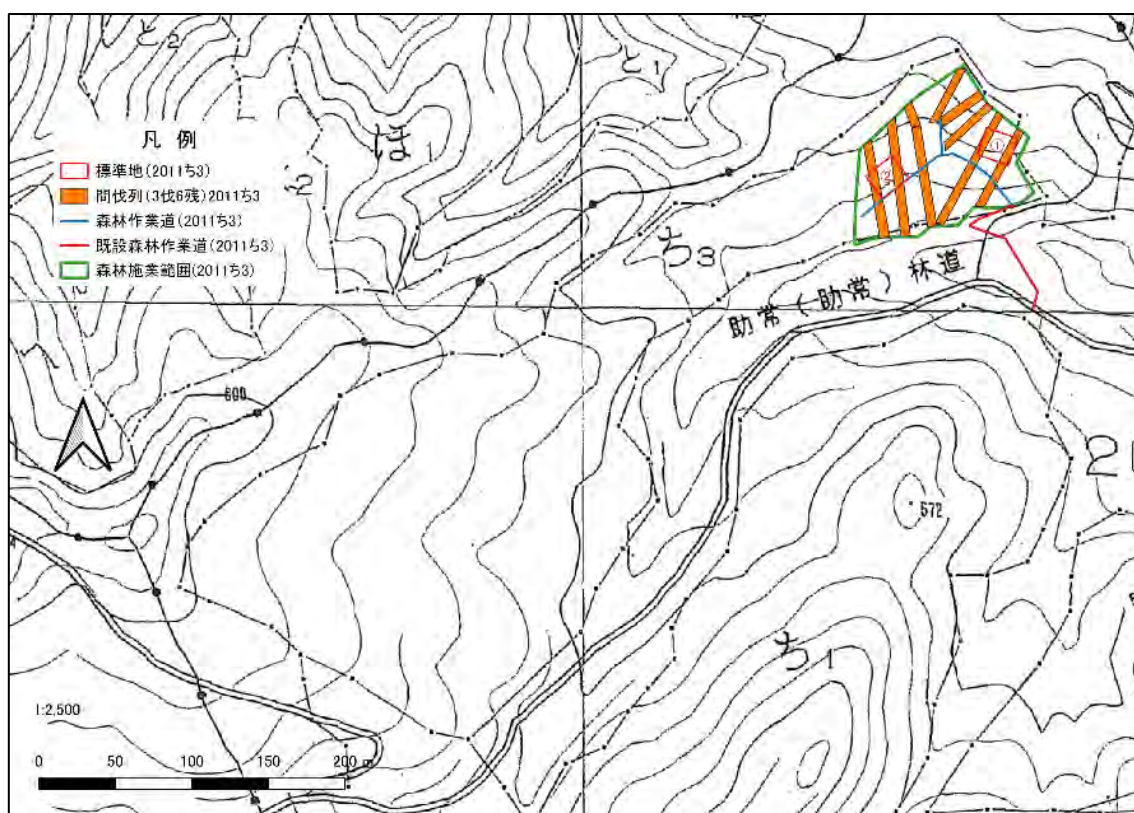 と2
と1
は1
凡例
標準地(2011ち3)
間伐列(3伐6残)2011ち3
森林作業道(2011ち3)
既設森林作業道(2011ち3)
森林施業範囲(2011ち3)
①
ち3
助常(助常)林道
600
21
672
ち1
1:2,500
0 50 100 150 200
m